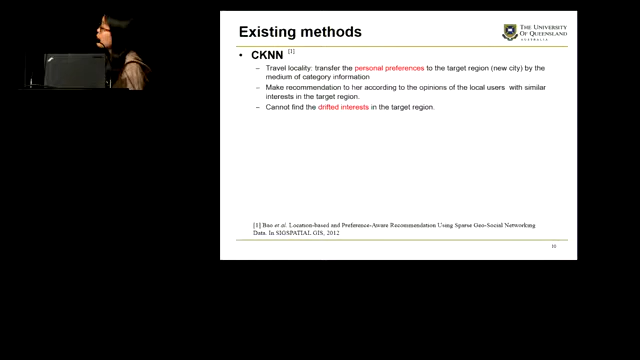 Existing methods
THE UNIVERSITY
OF QUEENSLAND
AUSTRALIA
• CKNN [1]
– Travel locality: transfer the personal preferences to the target region (new city) by the
medium of category information
– Make recommendation to her according to the opinions of the local users with similar
interests in the target region.
– Cannot find the drifted interests in the target region.
[1] Bao et al. Location-based and Preference-Aware Recommendation Using Sparse Geo-Social Networking
Data. In SIGSPATIAL GIS, 2012
10